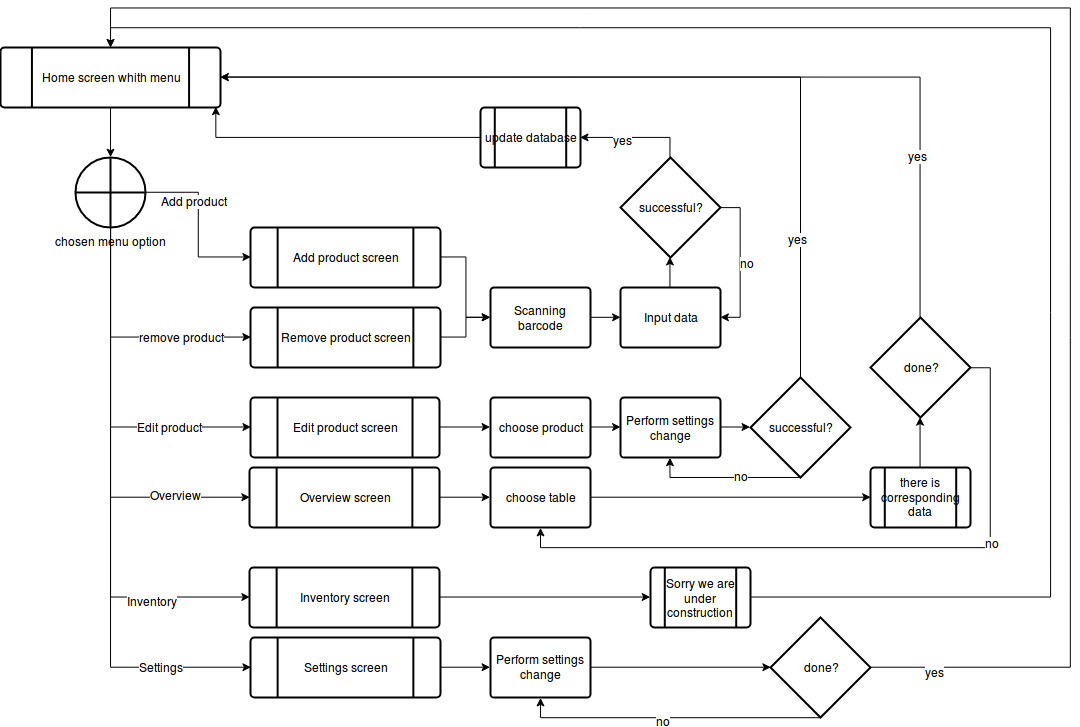 Home screen whith menu
update database
yes
successful?
no
yes
yes
Add product
chosen menu option
Add product screen
Scanning
barcode
Input data
remove product
Remove product screen
done?
Edit product
Edit product screen
choose product
Perform settings
change
successful?
no
Overview
Overview screen
choose table
there is
corresponding
data
no
Inventory
Inventory screen
Sorry we are
under
construction
Settings
Settings screen
Perform settings
change
done?
yes
no